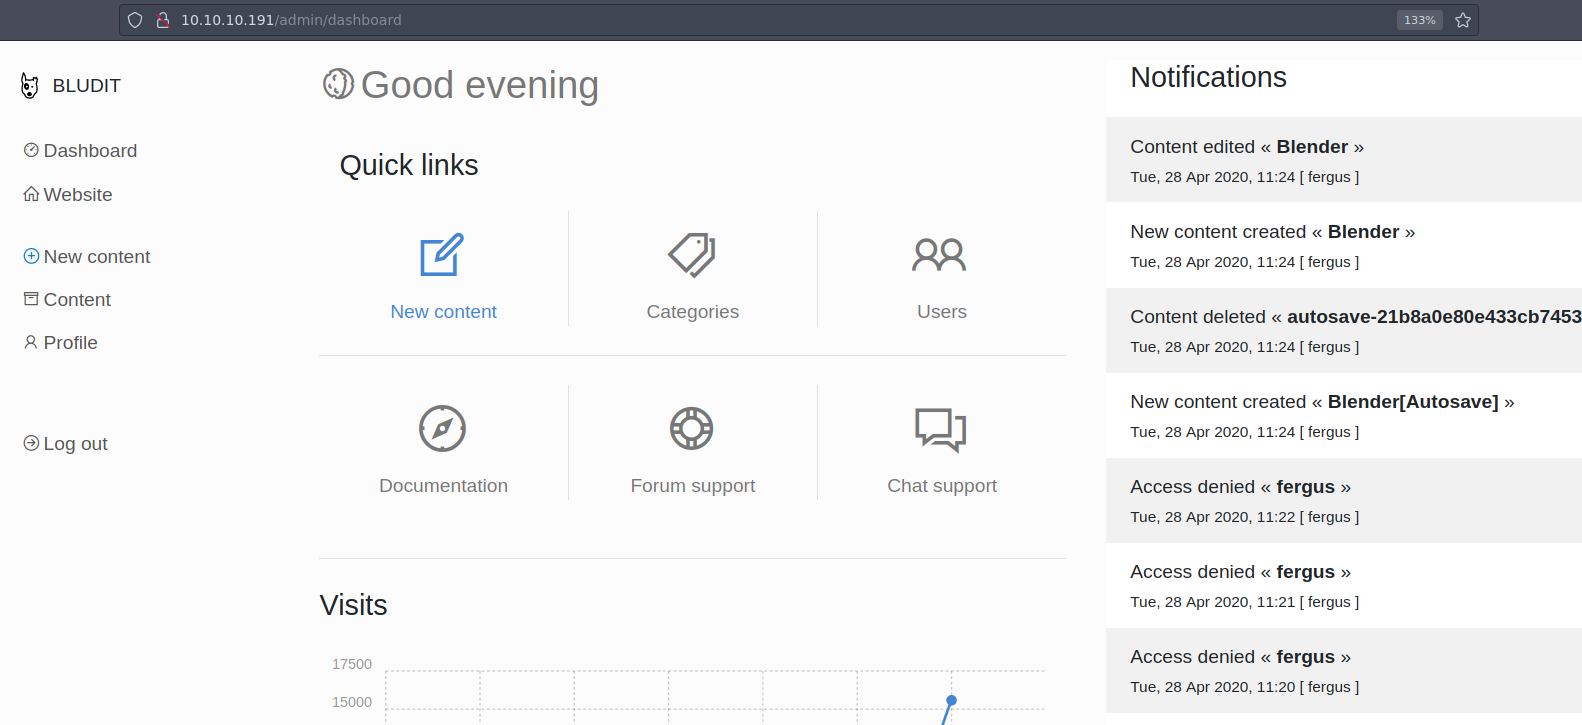 10.10.10.191/admin/dashboard
133%
BLUDIT
Dashboard
Website
New content
Content
Profile
Log out
Good evening
Quick links
New content
Categories
Users
Documentation
Forum support
Chat support
Visits
17500
15000
Notifications
Content edited « Blender »
Tue, 28 Apr 2020, 11:24 [ fergus ]
New content created « Blender »
Tue, 28 Apr 2020, 11:24 [ fergus ]
Content deleted « autosave-21b8a0e80e433cb7453
Tue, 28 Apr 2020, 11:24 [ fergus ]
New content created « Blender[Autosave] »
Tue, 28 Apr 2020, 11:24 [ fergus ]
Access denied « fergus »
Tue, 28 Apr 2020, 11:22 [ fergus ]
Access denied « fergus »
Tue, 28 Apr 2020, 11:21 [ fergus ]
Access denied « fergus »
Tue, 28 Apr 2020, 11:20 [ fergus ]